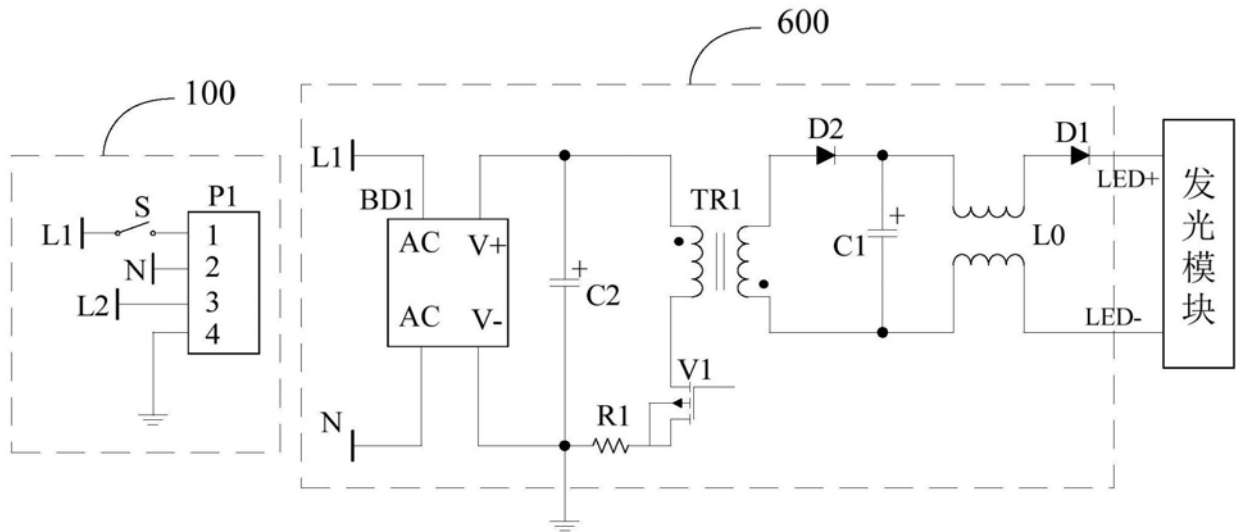 600
100
D2
D1
L1
LED+
P1
BD1
TR1
S
AC
V+
+
+
L1
1
C1
L0
N
2
C2
L2
3
AC
V-
LED-
4
V1
N
R1
发光模块